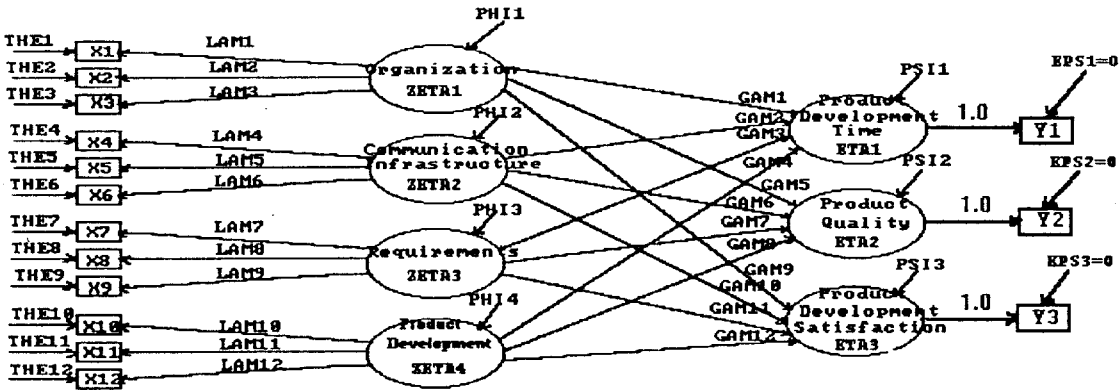 PHI1
THE1 X1 LAM1
THE2 X2 LAM2
THE3 X3 LAM3
Organization
ZETA1
PHI2
THE4 X4 LAM4
THE5 X5 LAM5
THE6 X6 LAM6
Communication
Infrastructure
ZETA2
PHI3
THE7 X7 LAM7
THE8 X8 LAM8
THE9 X9 LAM9
Requirements
ZETA3
PHI4
THE10 X10 LAM10
THE11 X11 LAM11
THE12 X12 LAM12
Product
Development
ZETA4
GAM1
GAM2
GAM3
GAM4
GAM5
GAM6
GAM7
GAM8
GAM9
GAM10
GAM11
GAM12
PSI1
Product
Development
Time
ETA1
1.0
EPS1=0
Y1
PSI2
Product
Quality
ETA2
1.0
EPS2=0
Y2
PSI3
Product
Development
Satisfaction
ETA3
1.0
EPS3=0
Y3